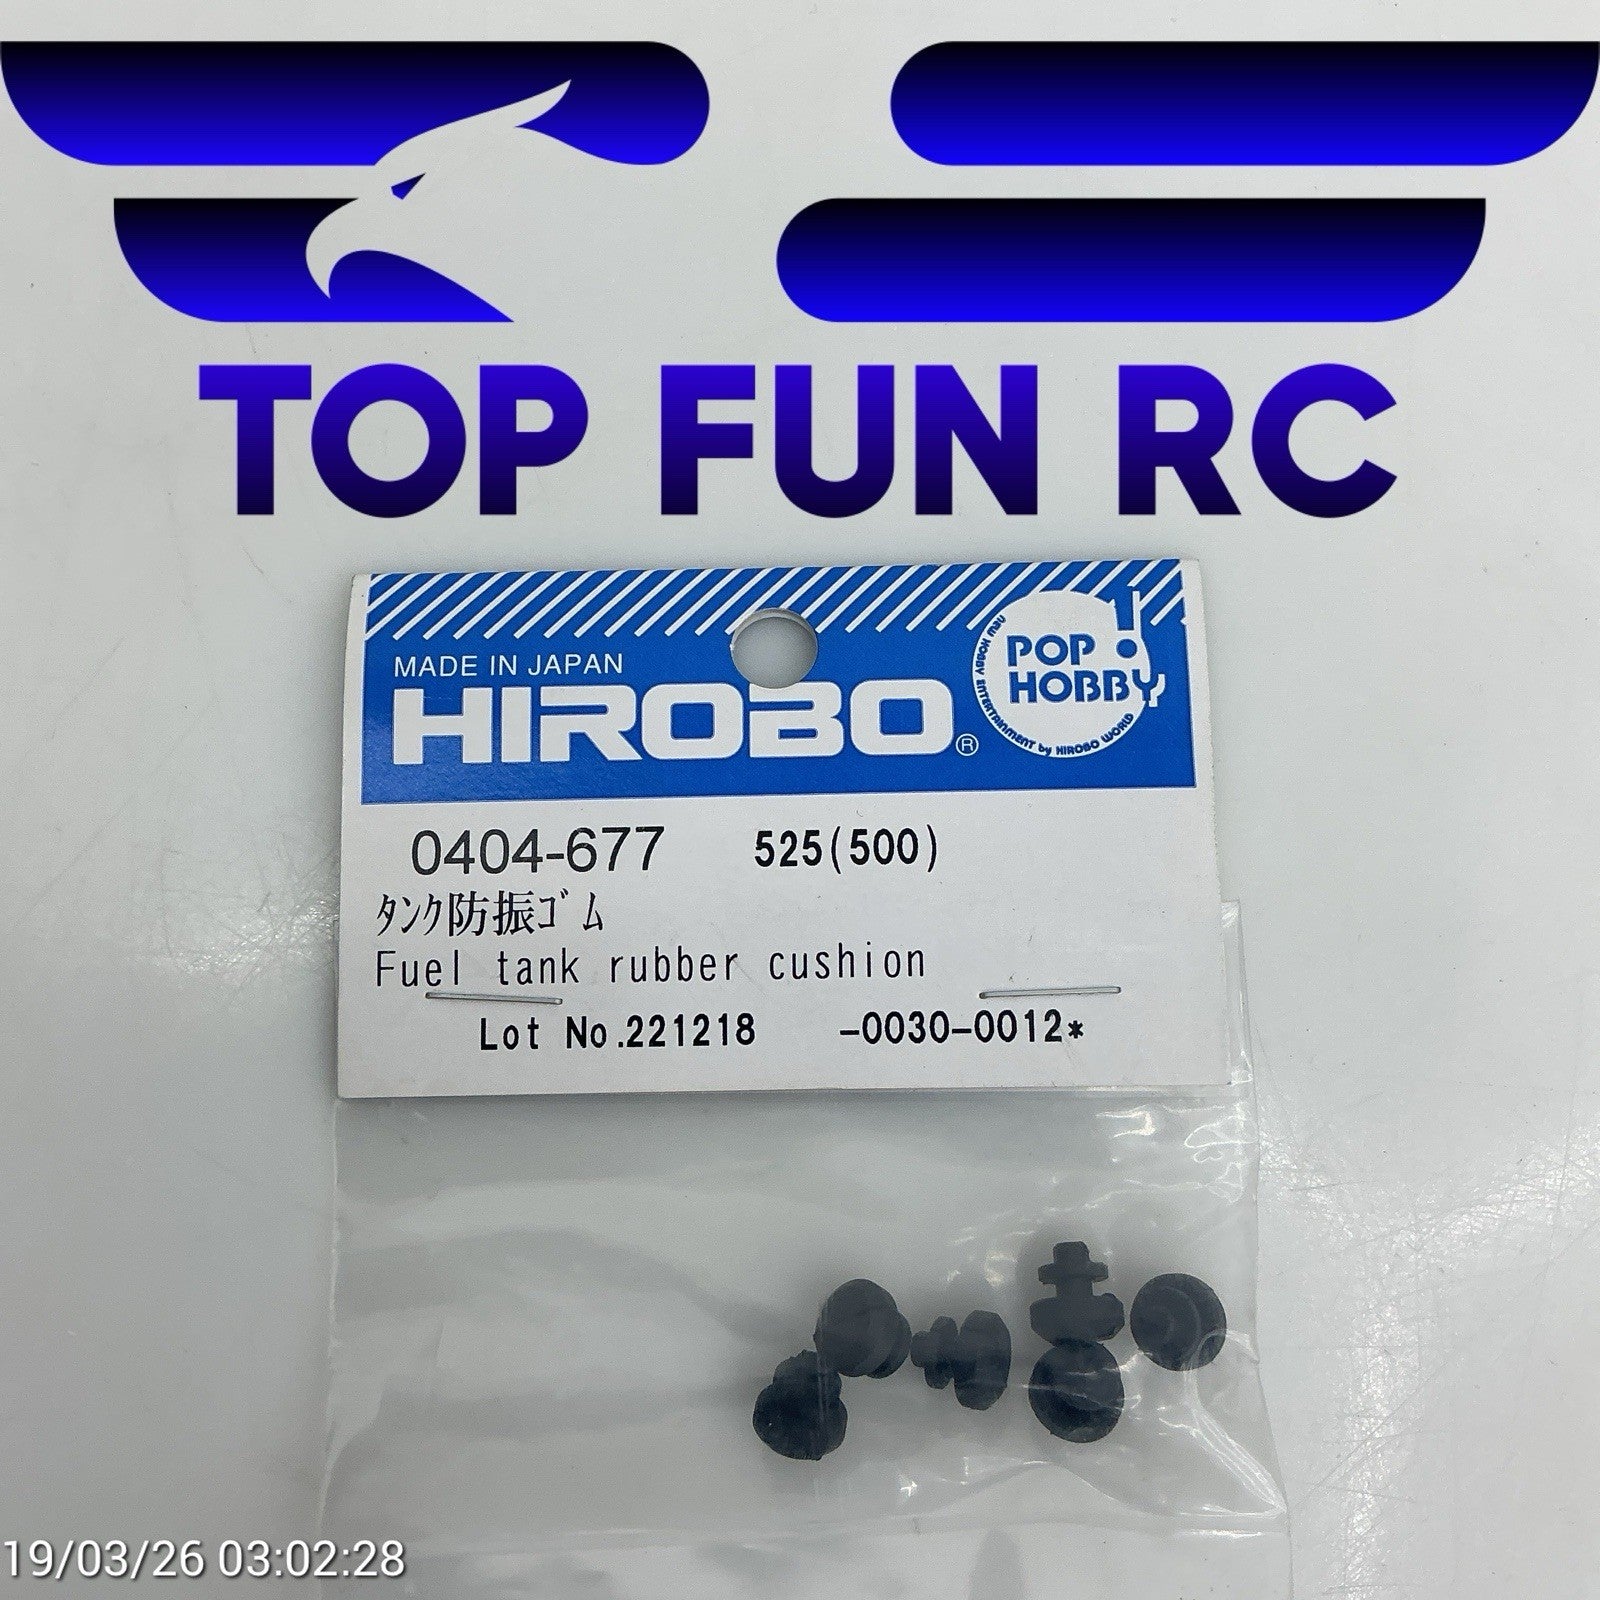 TOP FUN RC
MADE IN JAPAN
HIROBO®
POP!
HOBBY
NEW HOBBY ENTERTAINMENT by HIROBO WORLD
0404-677 525(500)
ﾀﾝｸ防振ｺﾞﾑ
Fuel tank rubber cushion
Lot No.221218 -0030-0012*
19/03/26 03:02:28